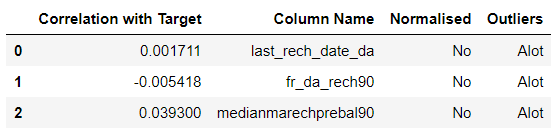 Correlation with Target Column Name Normalised Outliers
0 0.001711 last_rech_date_da No Alot
1 -0.005418 fr_da_rech90 No Alot
2 0.039300 medianmarechprebal90 No Alot